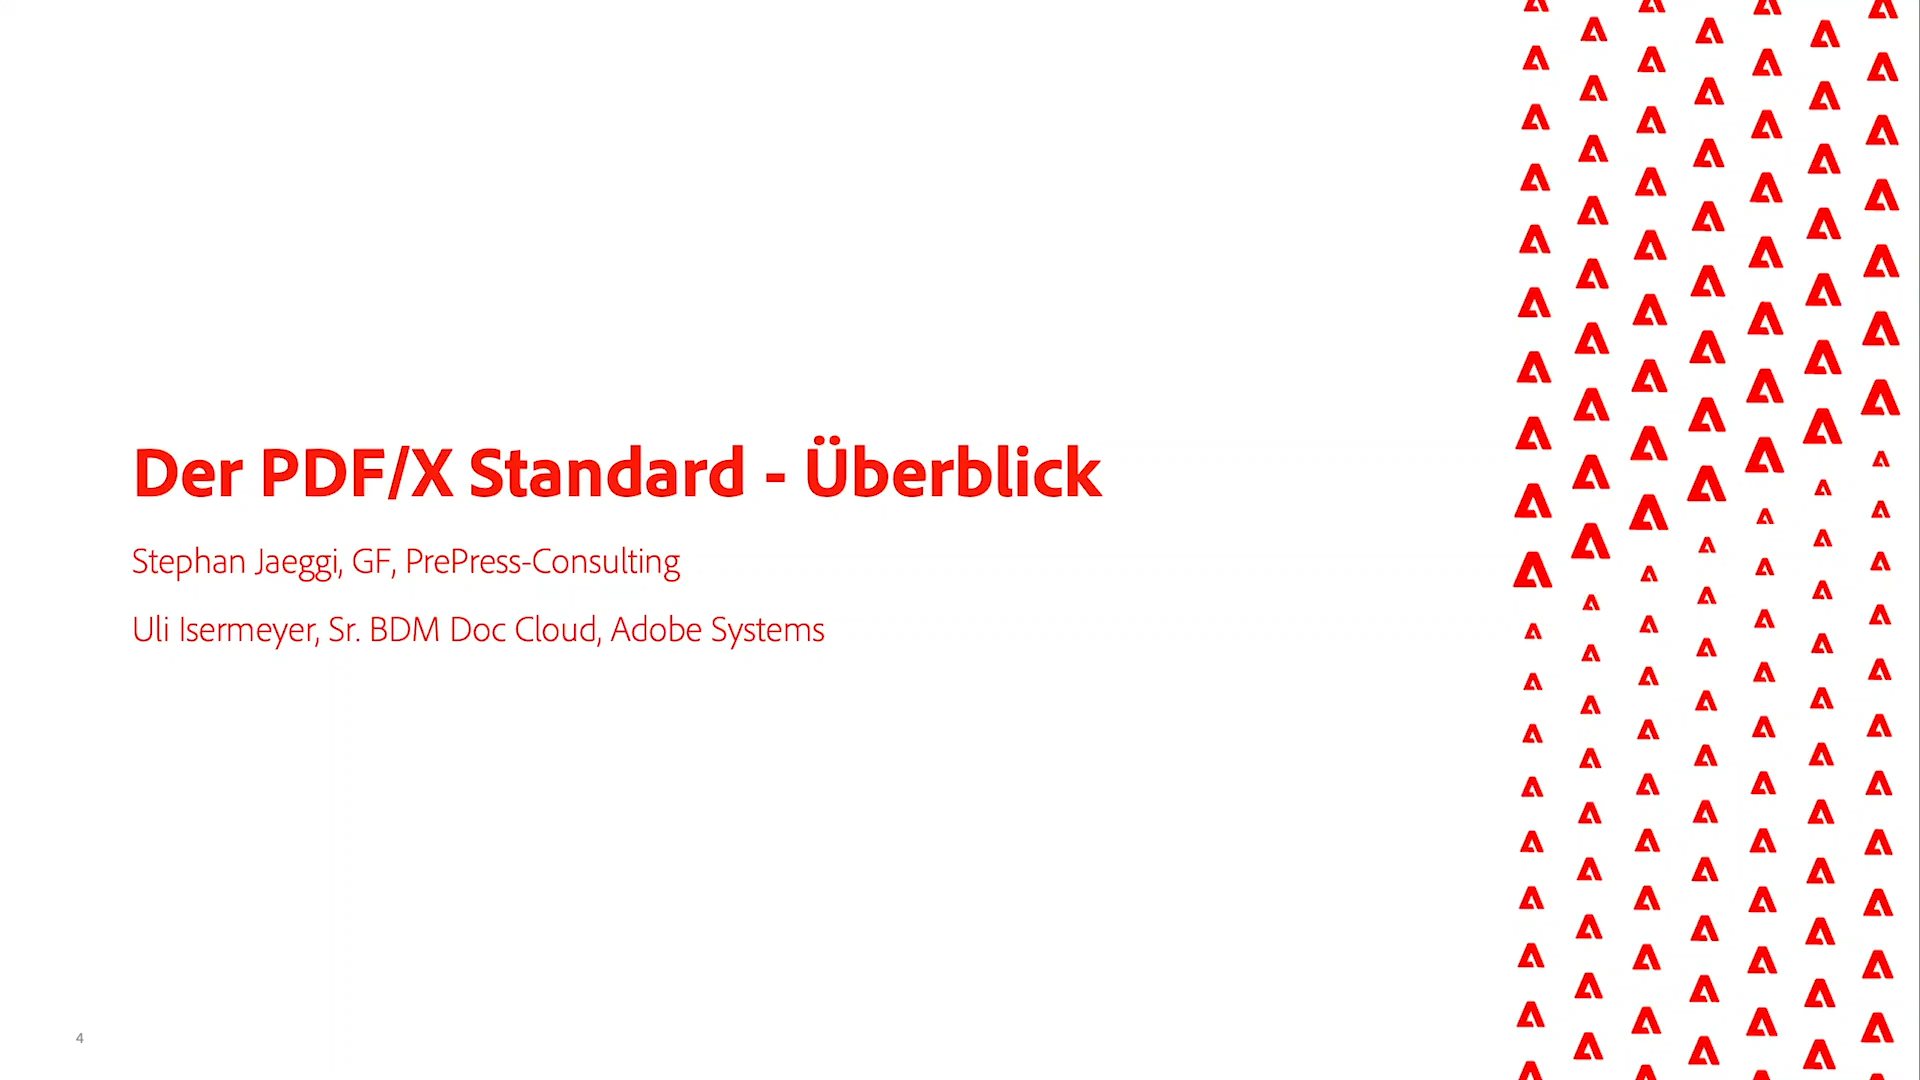 Der PDF/X Standard - Überblick
Stephan Jaeggi, GF, PrePress-Consulting
Uli Isermeyer, Sr. BDM Doc Cloud, Adobe Systems
4